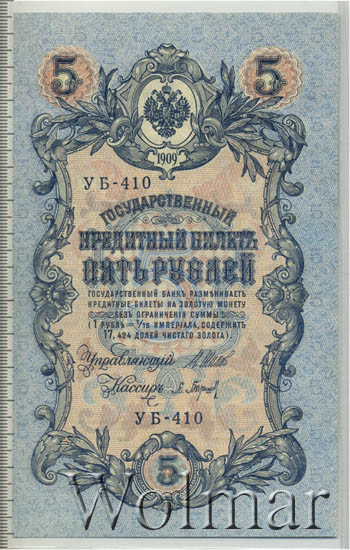 5 5
1909
УБ-410
ГОСУДАРСТВЕННЫЙ
КРЕДИТНЫЙ БИЛЕТЪ
ПЯТЬ РУБЛЕЙ
ГОСУДАРСТВЕННЫЙ БАНКЪ РАЗМѢНИВАЕТЪ
КРЕДИТНЫЕ БИЛЕТЫ НА ЗОЛОТУЮ МОНЕТУ
БЕЗЪ ОГРАНИЧЕНІЯ СУММЫ
(1 РУБЛЬ = 1/15 ИМПЕРІАЛА, СОДЕРЖИТЪ
17,424 ДОЛЕЙ ЧИСТАГО ЗОЛОТА).
Управляющій
Кассиръ
УБ-410
5
Wolmar